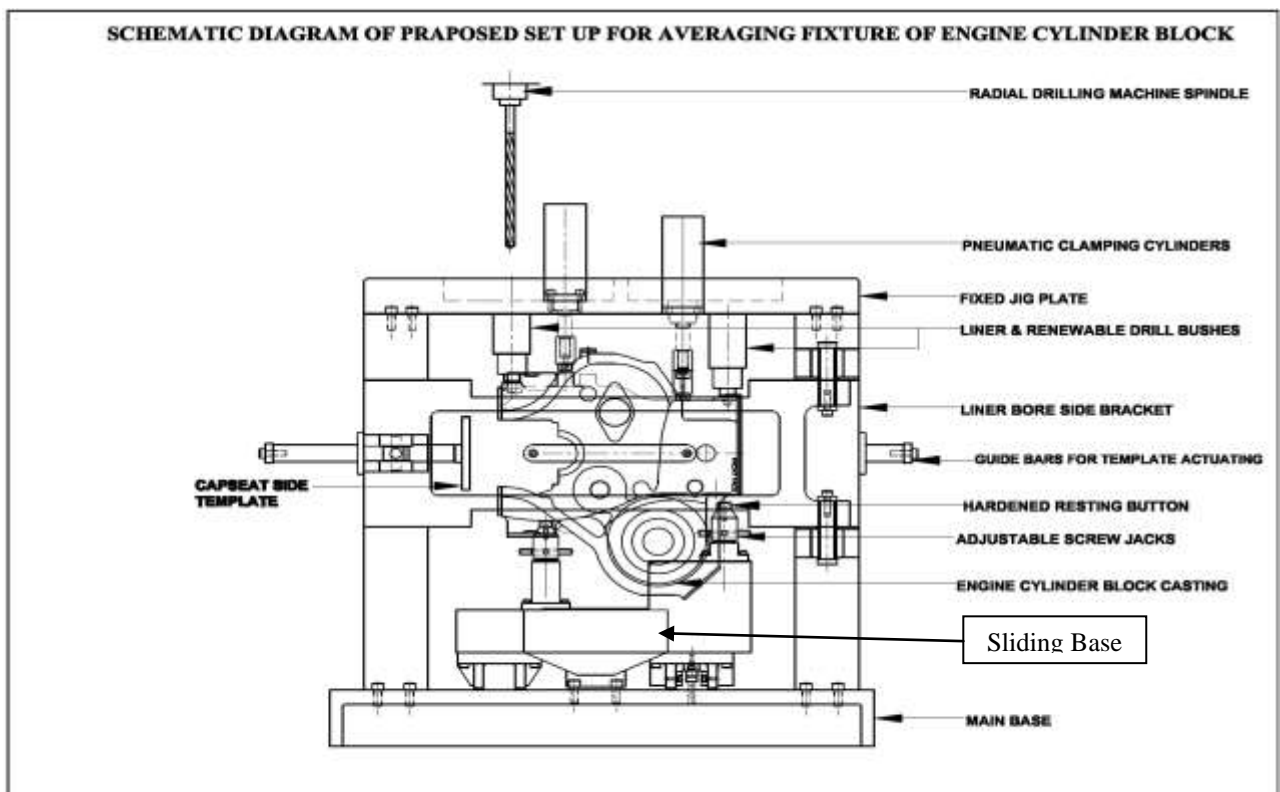 SCHEMATIC DIAGRAM OF PRAPOSED SET UP FOR AVERAGING FIXTURE OF ENGINE CYLINDER BLOCK
RADIAL DRILLING MACHINE SPINDLE
PNEUMATIC CLAMPING CYLINDERS
FIXED JIG PLATE
LINER & RENEWABLE DRILL BUSHES
LINER BORE SIDE BRACKET
GUIDE BARS FOR TEMPLATE ACTUATING
CAPSEAT SIDE
TEMPLATE
HARDENED RESTING BUTTON
ADJUSTABLE SCREW JACKS
ENGINE CYLINDER BLOCK CASTING
Sliding Base
MAIN BASE